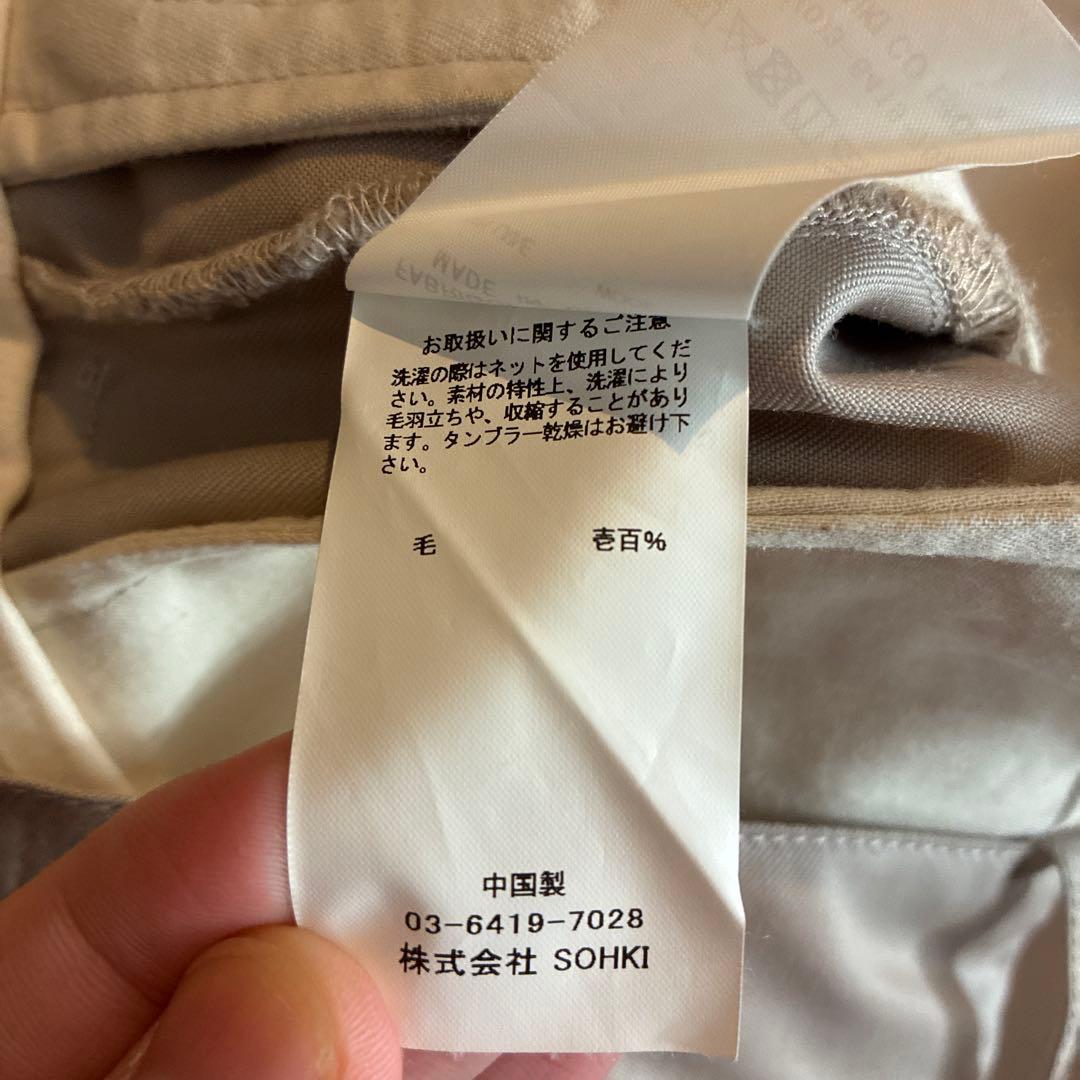 お取扱いに関するご注意
洗濯の際はネットを使用してくだ
さい。素材の特性上、洗濯により
毛羽立ちや、収縮することがあり
ます。タンブラー乾燥はお避け下
さい。
毛 壱百%
中国製
03-6419-7028
株式会社 SOHKI